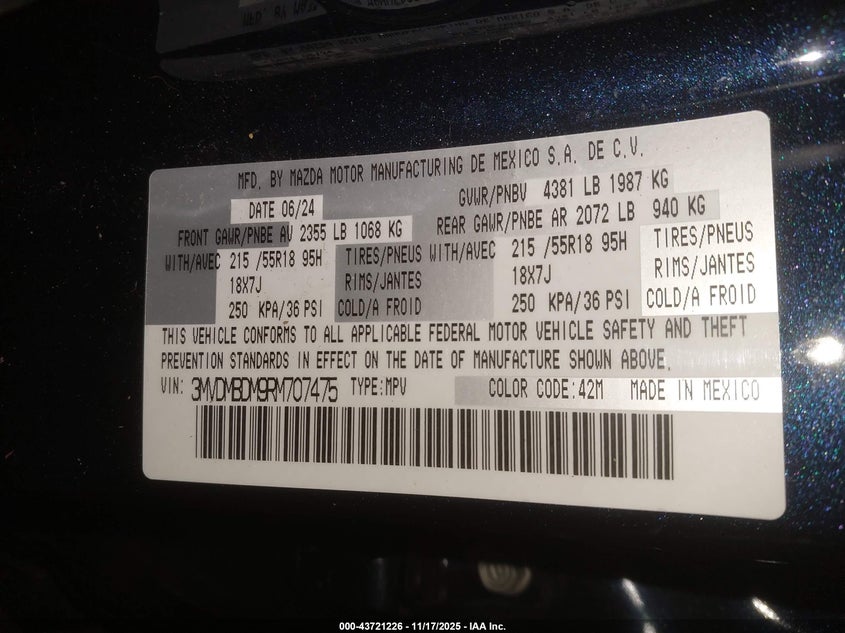 MFD. BY MAZDA MOTOR MANUFACTURING DE MEXICO S.A. DE C.V.
DATE 06/24 GVWR/PNBV 4381 LB 1987 KG
FRONT GAWR/PNBE AV 2355 LB 1068 KG REAR GAWR/PNBE AR 2072 LB 940 KG
WITH/AVEC 215 /55R18 95H TIRES/PNEUS WITH/AVEC 215 /55R18 95H TIRES/PNEUS
18X7J RIMS/JANTES 18X7J RIMS/JANTES
250 KPA/36 PSI COLD/A FROID 250 KPA/36 PSI COLD/A FROID
THIS VEHICLE CONFORMS TO ALL APPLICABLE FEDERAL MOTOR VEHICLE SAFETY AND THEFT
PREVENTION STANDARDS IN EFFECT ON THE DATE OF MANUFACTURE SHOWN ABOVE.
VIN: 3MVDMBDM9RM707475 TYPE:MPV COLOR CODE:42M MADE IN MEXICO
000-43721226 - 11/17/2025 - IAA Inc.